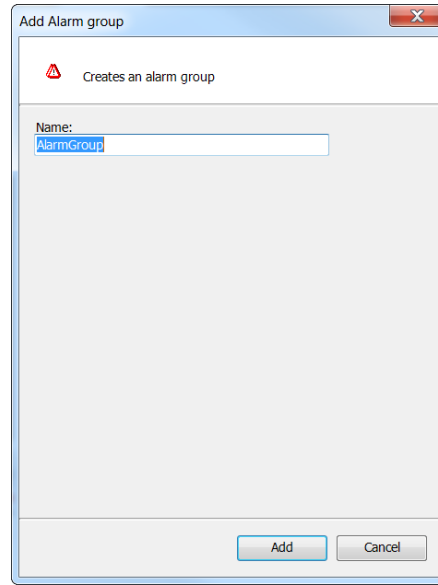 Add Alarm group
Creates an alarm group
Name:
AlarmGroup
Add Cancel